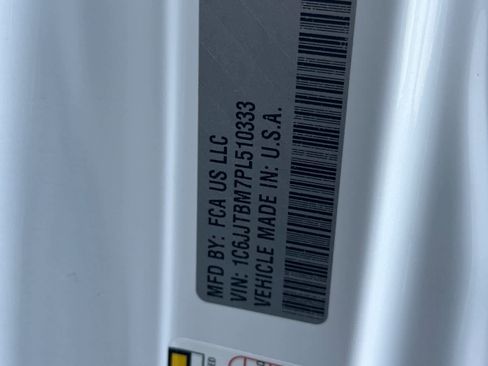 MFD BY: FCA US LLC
VIN: 1C6JJTBM7PL510333
VEHICLE MADE IN: U.S.A.